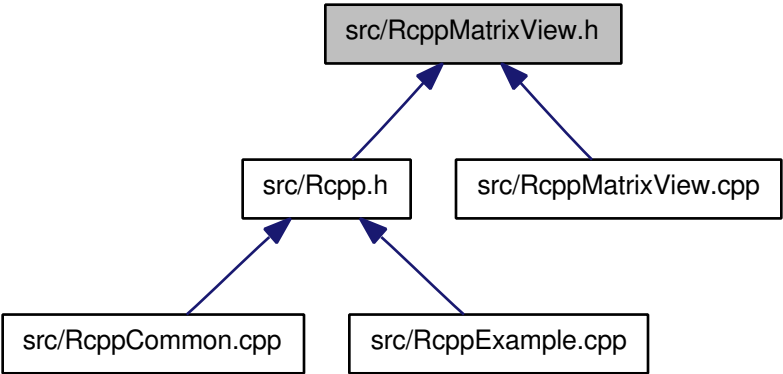 src/RcppMatrixView.h
src/Rcpp.h
src/RcppMatrixView.cpp
src/RcppCommon.cpp
src/RcppExample.cpp